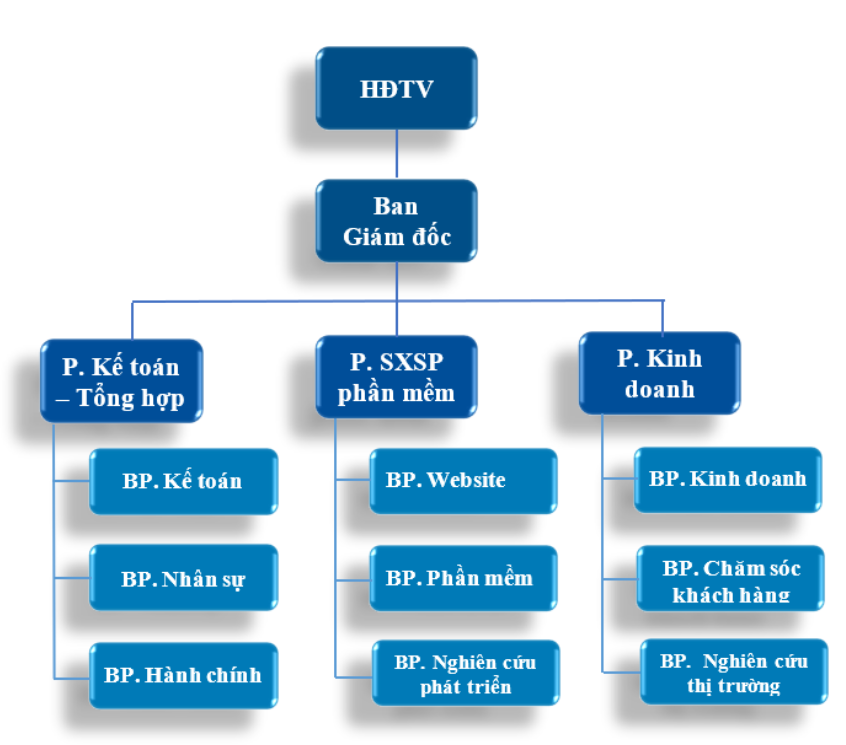 HĐTV
Ban
Giám đốc
P. Kế toán
– Tổng hợp
P. SXSP
phần mềm
P. Kinh
doanh
BP. Kế toán
BP. Website
BP. Kinh doanh
BP. Nhân sự
BP. Phần mềm
BP. Chăm sóc
khách hàng
BP. Hành chính
BP. Nghiên cứu
phát triển
BP. Nghiên cứu
thị trường